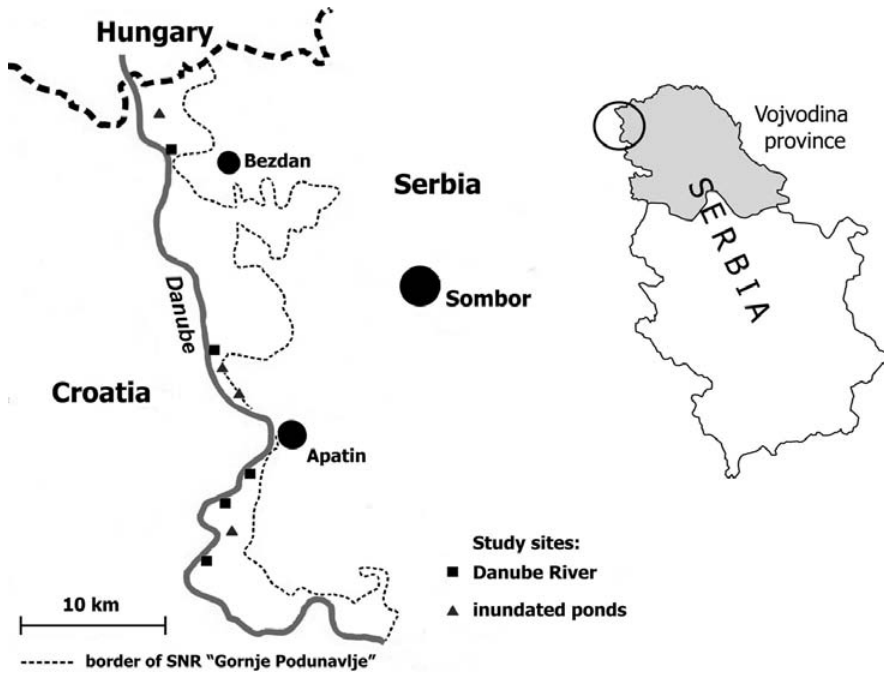 Hungary
Bezdan
Serbia
Sombor
Danube
Croatia
Apatin
Vojvodina
province
SERBIA
Study sites:
Danube River
inundated ponds
10 km
border of SNR "Gornje Podunavlje"